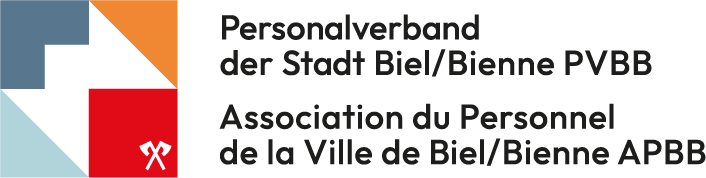 Personalverband
der Stadt Biel/Bienne PVBB
Association du Personnel
de la Ville de Biel/Bienne APBB